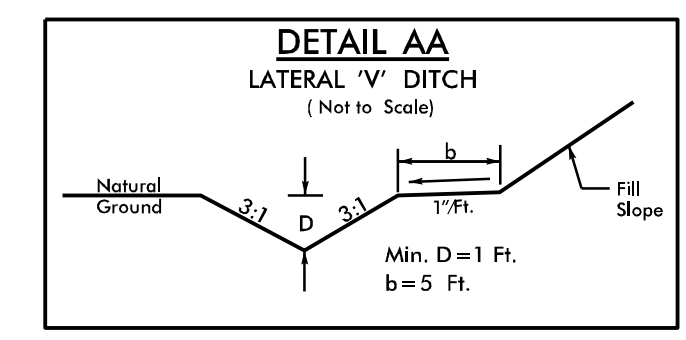 DETAIL AA
LATERAL 'V' DITCH
( Not to Scale)
b
Natural
Ground
3:1
D
3:1
1"/Ft.
Fill
Slope
Min. D=1 Ft.
b=5 Ft.